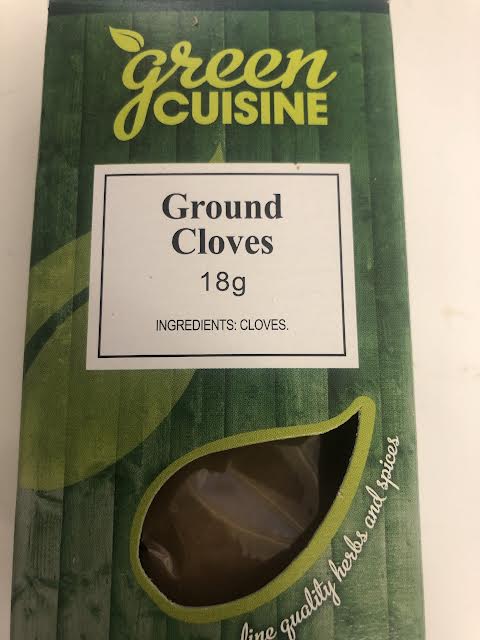 green
CUISINE
Ground
Cloves
18g
INGREDIENTS: CLOVES.
fine quality herbs and spices